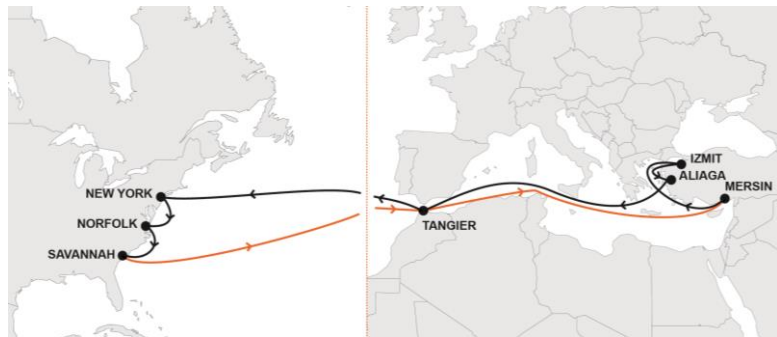 NEW YORK
NORFOLK
SAVANNAH
TANGIER
IZMIT
ALIAGA
MERSIN